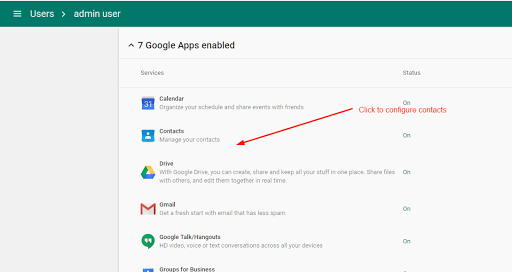 Users > admin user
7 Google Apps enabled
Services Status
Calendar
Organize your schedule and share events with friends
On
Click to configure contacts
Contacts
Manage your contacts
On
Drive
With Google Drive, you can create, share and keep all your stuff in one place. Share files
with others, and edit them together in real time.
On
Gmail
Get a fresh start with email that has less spam
On
Google Talk/Hangouts
HD video, voice or text conversations across all your devices
On
Groups for Business